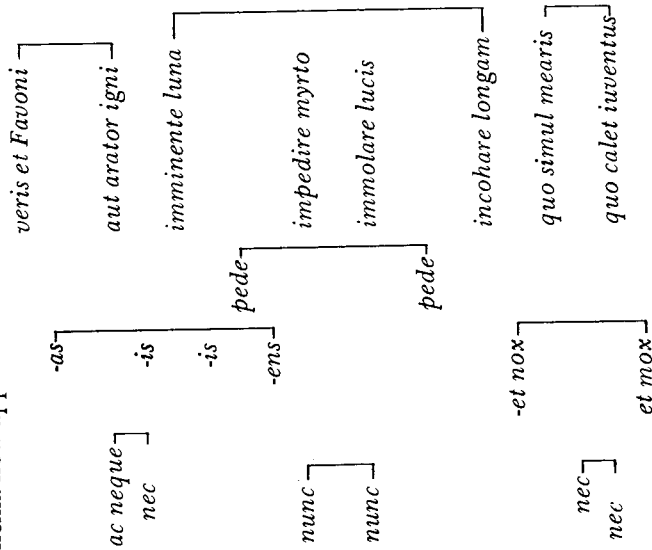 veris et Favoni
-as
ac neque aut arator igni
nec -is
imminente luna
-is
pede
-ens
nunc impedire myrto
nunc immolare lucis
pede
incohare longam
-et nox
quo simul mearis
nec
nec quo calet iuventus
et mox